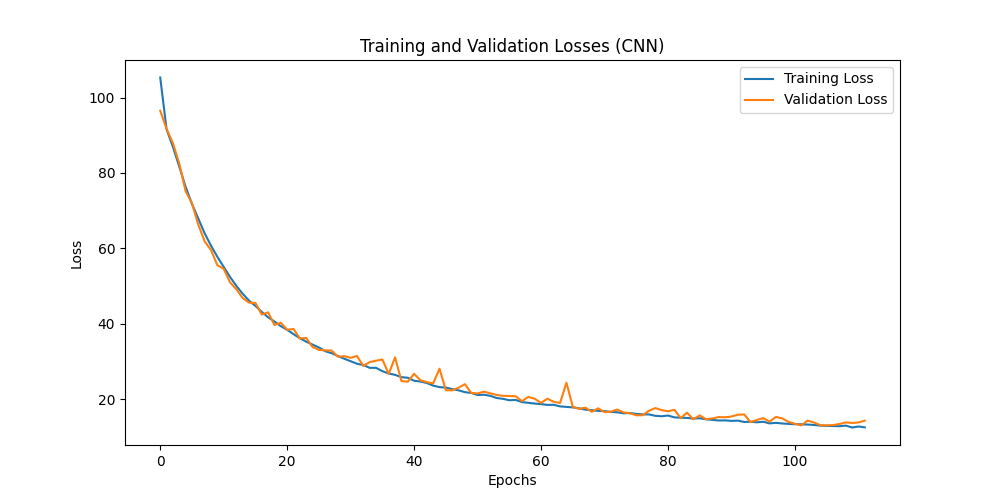 Training and Validation Losses (CNN)
Training Loss
Validation Loss
Loss
100
80
60
40
20
0
20
40
60
80
100
Epochs